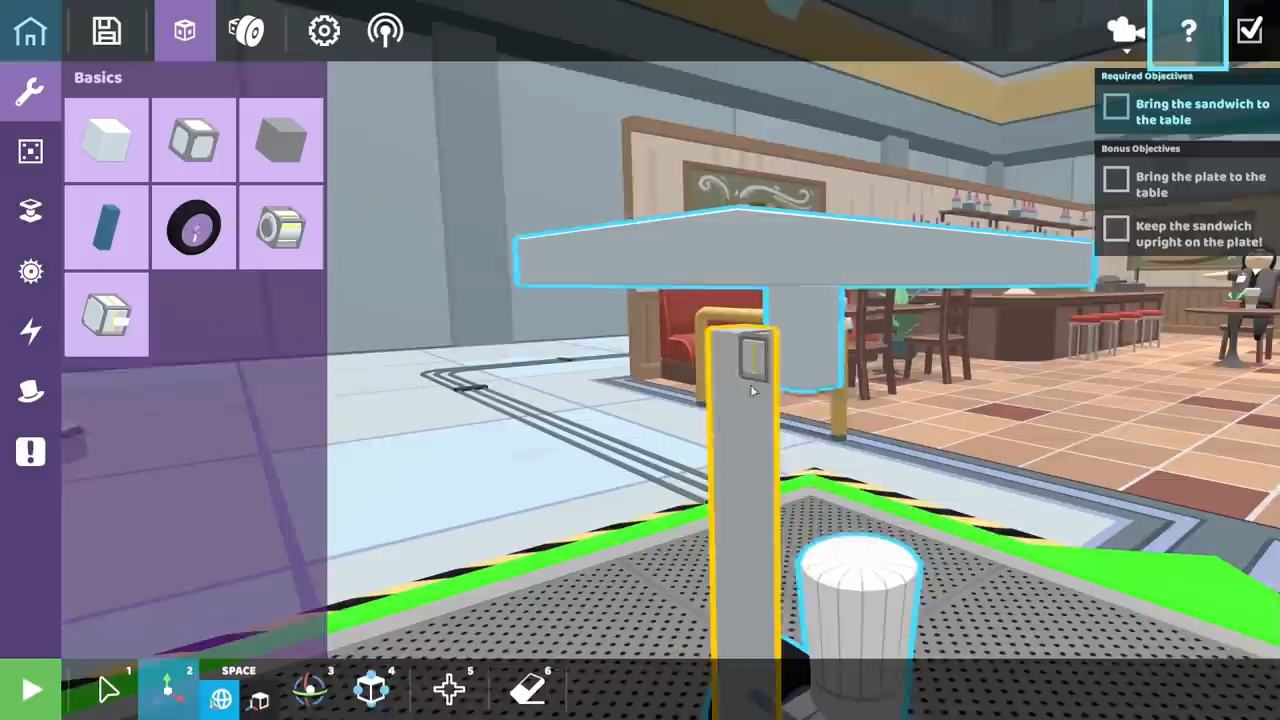 ?
Basics
Required Objectives
Bring the sandwich to
the table
Bonus Objectives
Bring the plate to the
table
Keep the sandwich
upright on the plate!
1
2
SPACE
3
4
5
6